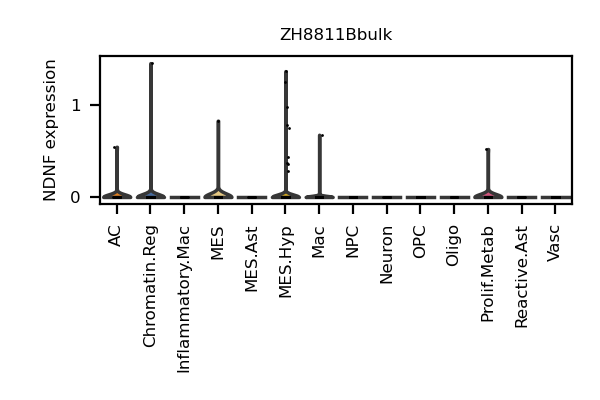 ZH8811Bbulk
NDNF expression
1
0
AC
Chromatin.Reg
Inflammatory.Mac
MES
MES.Ast
MES.Hyp
Mac
NPC
Neuron
OPC
Oligo
Prolif.Metab
Reactive.Ast
Vasc